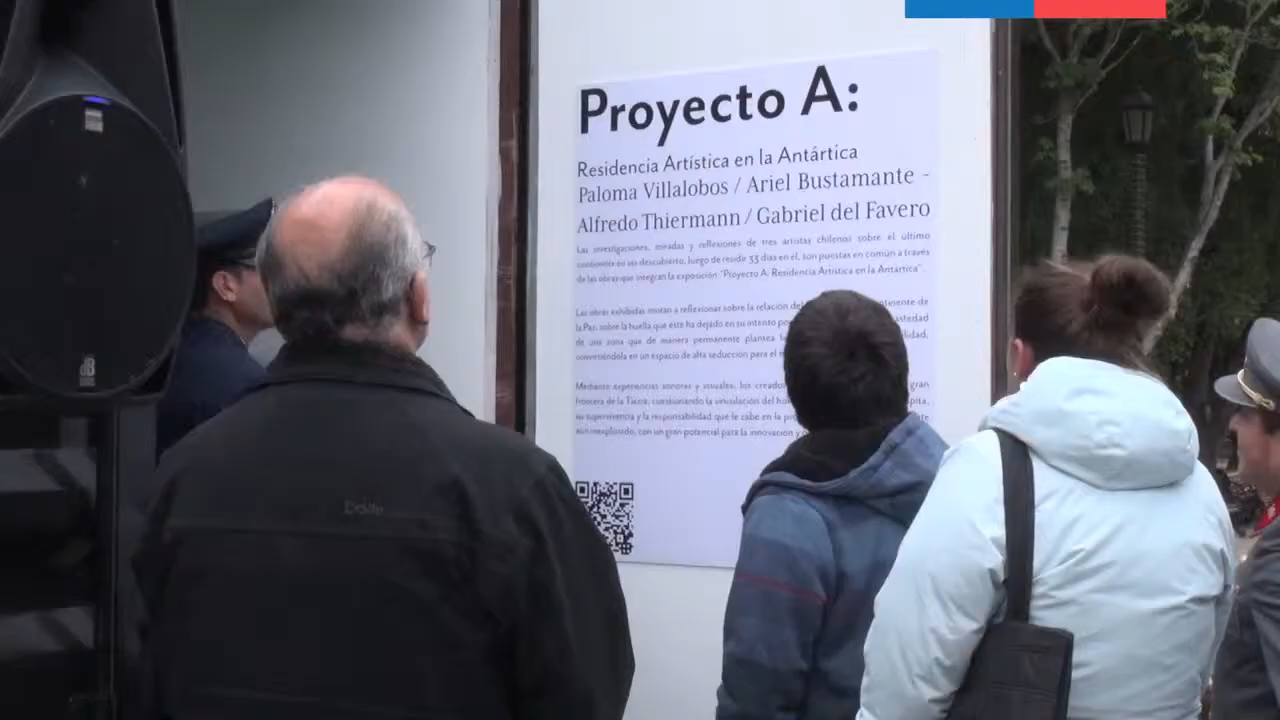 Proyecto A:
Residencia Artística en la Antártica
Paloma Villalobos / Ariel Bustamante -
Alfredo Thiermann / Gabriel del Favero
Las investigaciones, miradas y reflexiones de tres artistas chilenos sobre el último
continente en ser descubierto, luego de residir 33 días en él, son puestas en común a través
de las obras que integran la exposición "Proyecto A: Residencia Artística en la Antártica".
Las obras exhibidas invitan a reflexionar sobre la relación del
la Paz, sobre la huella que éste ha dejado en su intento
de una zona que de manera permanente plantea
convirtiéndola en un espacio de alta seducción para el
Mediante experiencias sonoras y visuales, los gran
frontera de la Tierra, cuestionando la vinculación del
su supervivencia y la responsabilidad que le cabe en la
aún inexplorado, con un gran potencial para la innovación y
Doite
dB